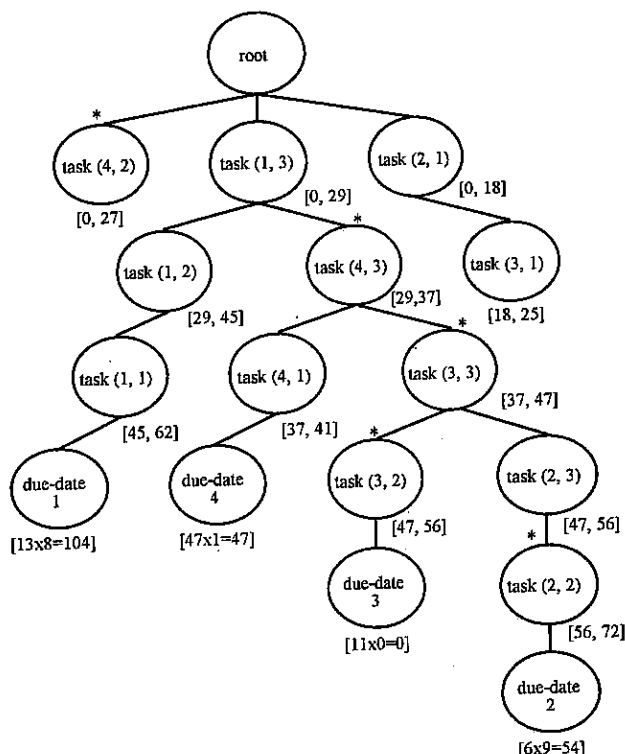 root
*
task (4, 2)
task (1, 3)
task (2, 1)
[0, 27]
[0, 29]
[0, 18]
*
task (1, 2)
task (4, 3)
task (3, 1)
[29, 45]
[29,37]
[18, 25]
*
task (1, 1)
task (4, 1)
task (3, 3)
[45, 62]
[37, 41]
[37, 47]
*
due-date
1
due-date
4
task (3, 2)
task (2, 3)
[13x8=104]
[47x1=47]
[47, 56]
[47, 56]
*
due-date
3
task (2, 2)
[11x0=0]
[56, 72]
due-date
2
[6x9=54]